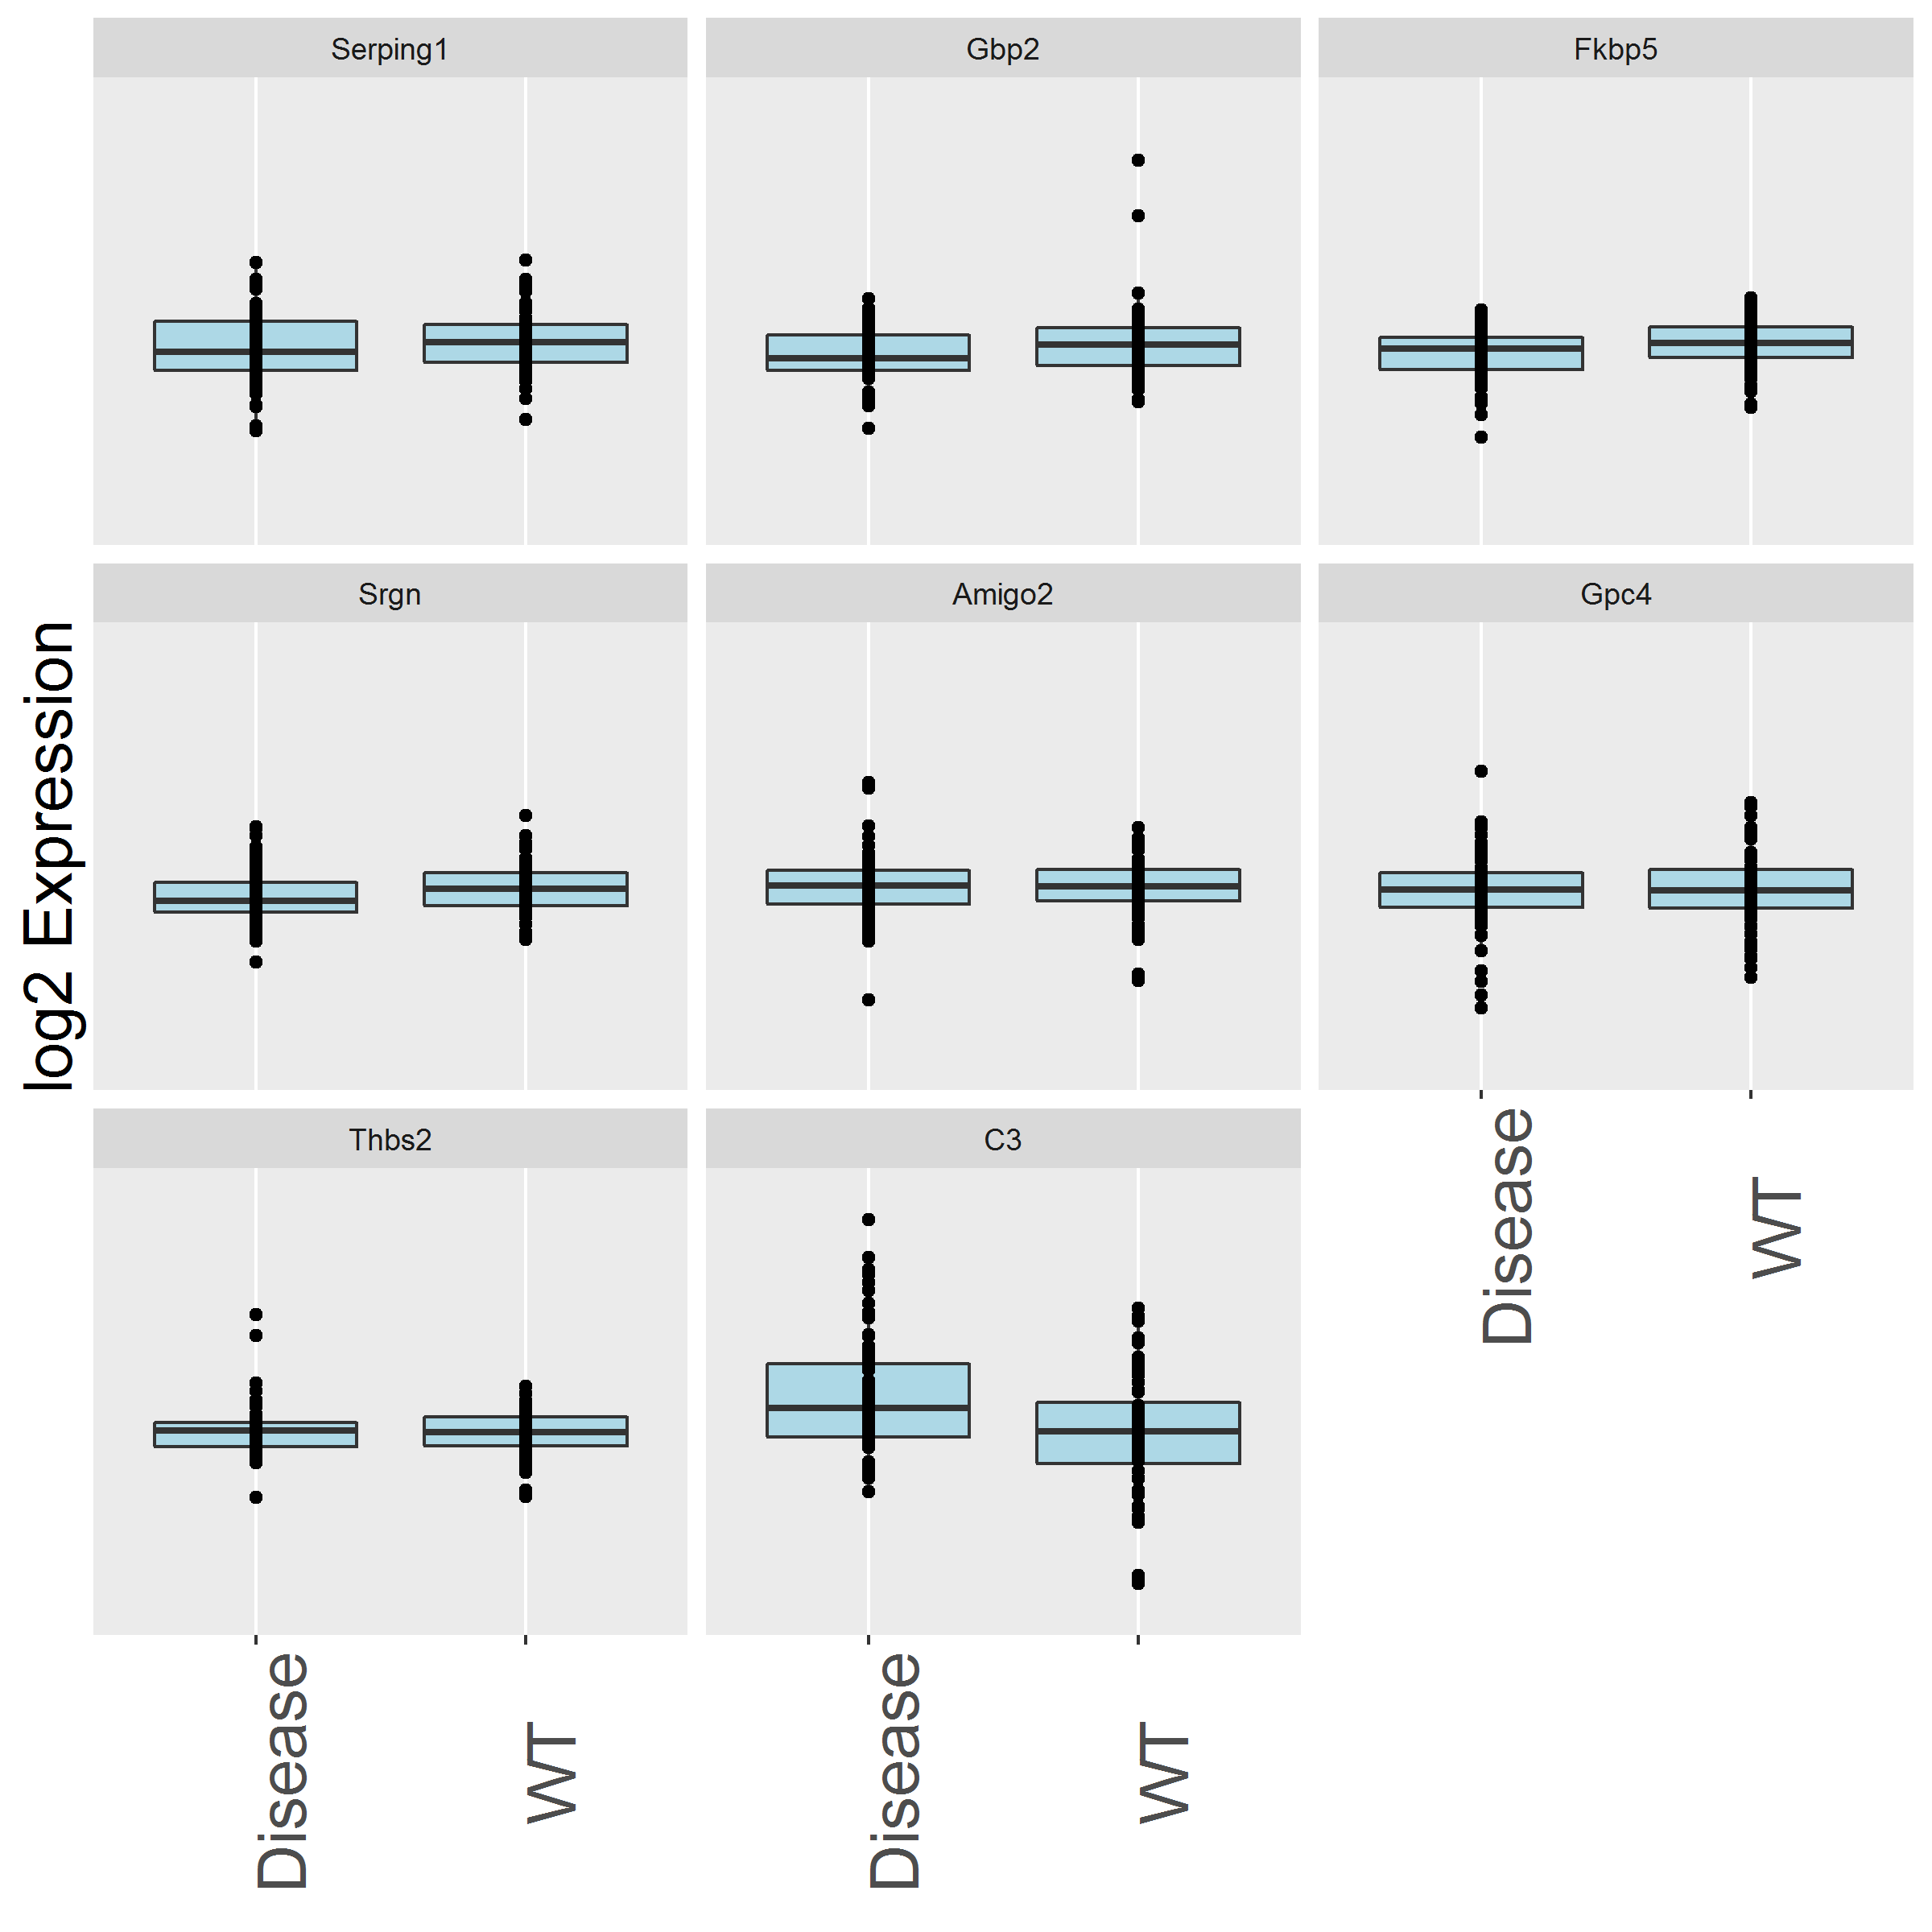 Serping1
Gbp2
Fkbp5
log2 Expression
Srgn
Amigo2
Gpc4
Thbs2
C3
Disease
WT
Disease
WT
Disease
WT